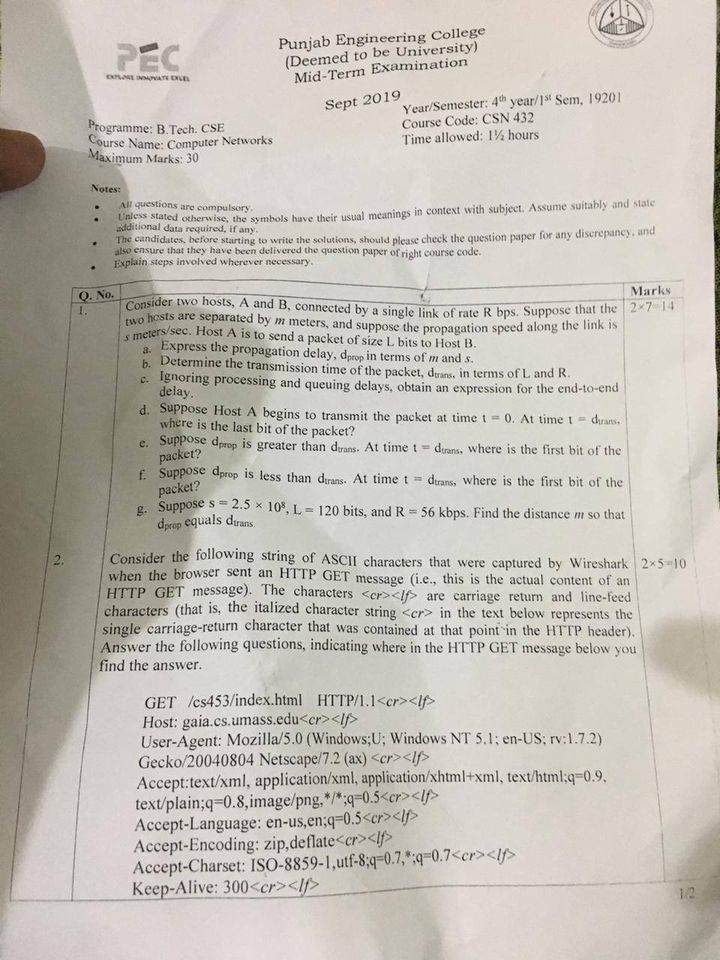 PEC
EXPLORE INNOVATE EXCEL
Punjab Engineering College
(Deemed to be University)
Mid-Term Examination
Sept 2019
Programme: B.Tech. CSE
Course Name: Computer Networks
Maximum Marks: 30
Year/Semester: 4th year/1st Sem, 19201
Course Code: CSN 432
Time allowed: 1½ hours
Notes:
• All questions are compulsory.
• Unless stated otherwise, the symbols have their usual meanings in context with subject. Assume suitably and state
additional data required, if any.
• The candidates, before starting to write the solutions, should please check the question paper for any discrepancy, and
also ensure that they have been delivered the question paper of right course code.
• Explain steps involved wherever necessary.
Q. No. Marks
1. Consider two hosts, A and B, connected by a single link of rate R bps. Suppose that the 2×7=14
two hosts are separated by m meters, and suppose the propagation speed along the link is
s meters/sec. Host A is to send a packet of size L bits to Host B.
a. Express the propagation delay, dprop in terms of m and s.
b. Determine the transmission time of the packet, dtrans, in terms of L and R.
c. Ignoring processing and queuing delays, obtain an expression for the end-to-end
delay.
d. Suppose Host A begins to transmit the packet at time t = 0. At time t = dtrans,
where is the last bit of the packet?
e. Suppose dprop is greater than dtrans. At time t = dtrans, where is the first bit of the
packet?
f. Suppose dprop is less than dtrans. At time t = dtrans, where is the first bit of the
packet?
g. Suppose s = 2.5 × 10⁸, L = 120 bits, and R = 56 kbps. Find the distance m so that
dprop equals dtrans
2. Consider the following string of ASCII characters that were captured by Wireshark 2×5=10
when the browser sent an HTTP GET message (i.e., this is the actual content of an
HTTP GET message). The characters <cr><lf> are carriage return and line-feed
characters (that is, the italized character string <cr> in the text below represents the
single carriage-return character that was contained at that point in the HTTP header).
Answer the following questions, indicating where in the HTTP GET message below you
find the answer.
GET /cs453/index.html HTTP/1.1<cr><lf>
Host: gaia.cs.umass.edu<cr><lf>
User-Agent: Mozilla/5.0 (Windows;U; Windows NT 5.1; en-US; rv:1.7.2)
Gecko/20040804 Netscape/7.2 (ax) <cr><lf>
Accept:text/xml, application/xml, application/xhtml+xml, text/html;q=0.9,
text/plain;q=0.8,image/png,*/*;q=0.5<cr><lf>
Accept-Language: en-us,en;q=0.5<cr><lf>
Accept-Encoding: zip,deflate<cr><lf>
Accept-Charset: ISO-8859-1,utf-8;q=0.7,*;q=0.7<cr><lf>
Keep-Alive: 300<cr><lf>
1/2